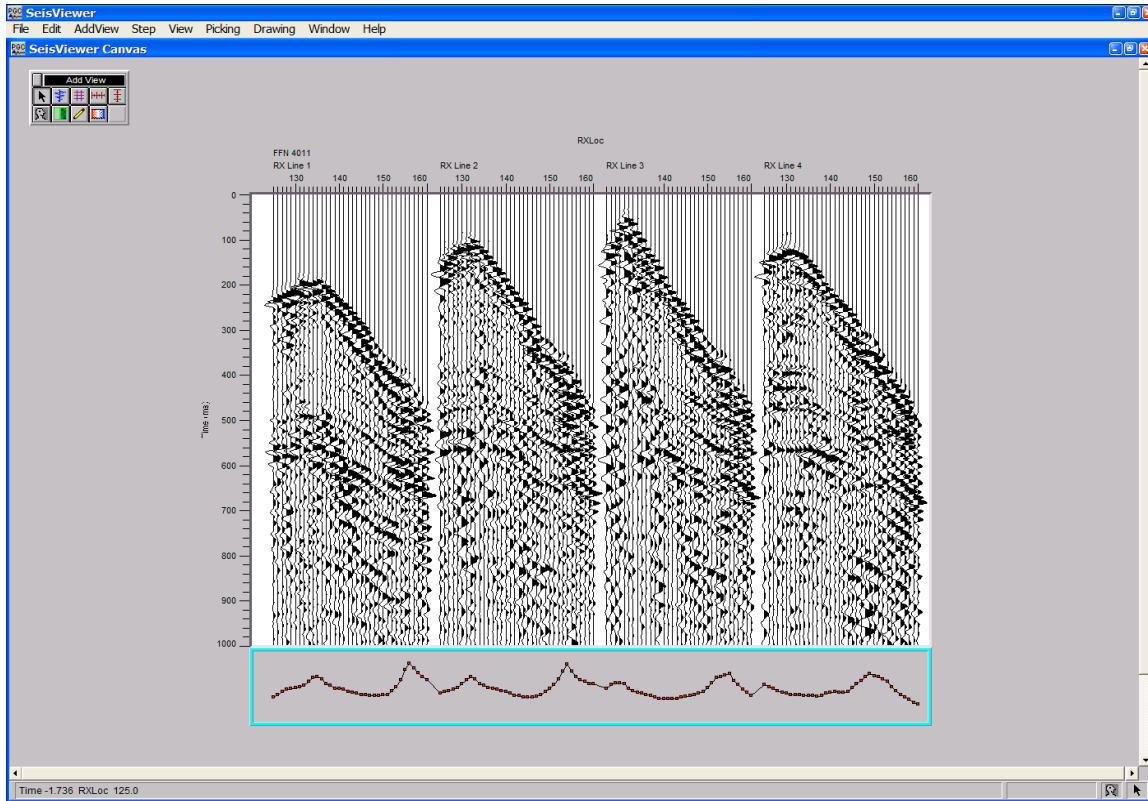 SeisViewer
File Edit AddView Step View Picking Drawing Window Help
SeisViewer Canvas
Add View
RXLoc
FFN 4011
RX Line 1 RX Line 2 RX Line 3 RX Line 4
130 140 150 160 130 140 150 160 140 150 160 130 140 150 160
0
100
200
300
400
500
600
700
800
900
1000
Time -1.736 RXLoc 125.0